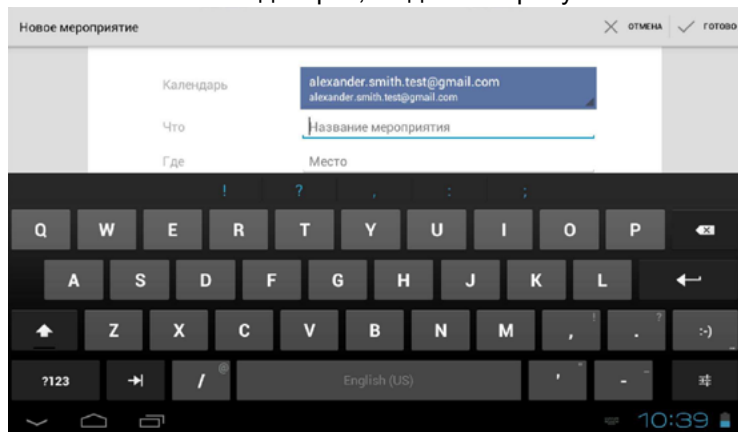 Новое мероприятие ОТМЕНА ГОТОВО
Календарь alexander.smith.test@gmail.com
alexander.smith.test@gmail.com
Что Название мероприятия
Где Место
! ? , : ;
Q W E R T Y U I O P
A S D F G H J K L
Z X C V B N M , ! . ? :-)
?123 / @ English (US) ' " - _
10:39